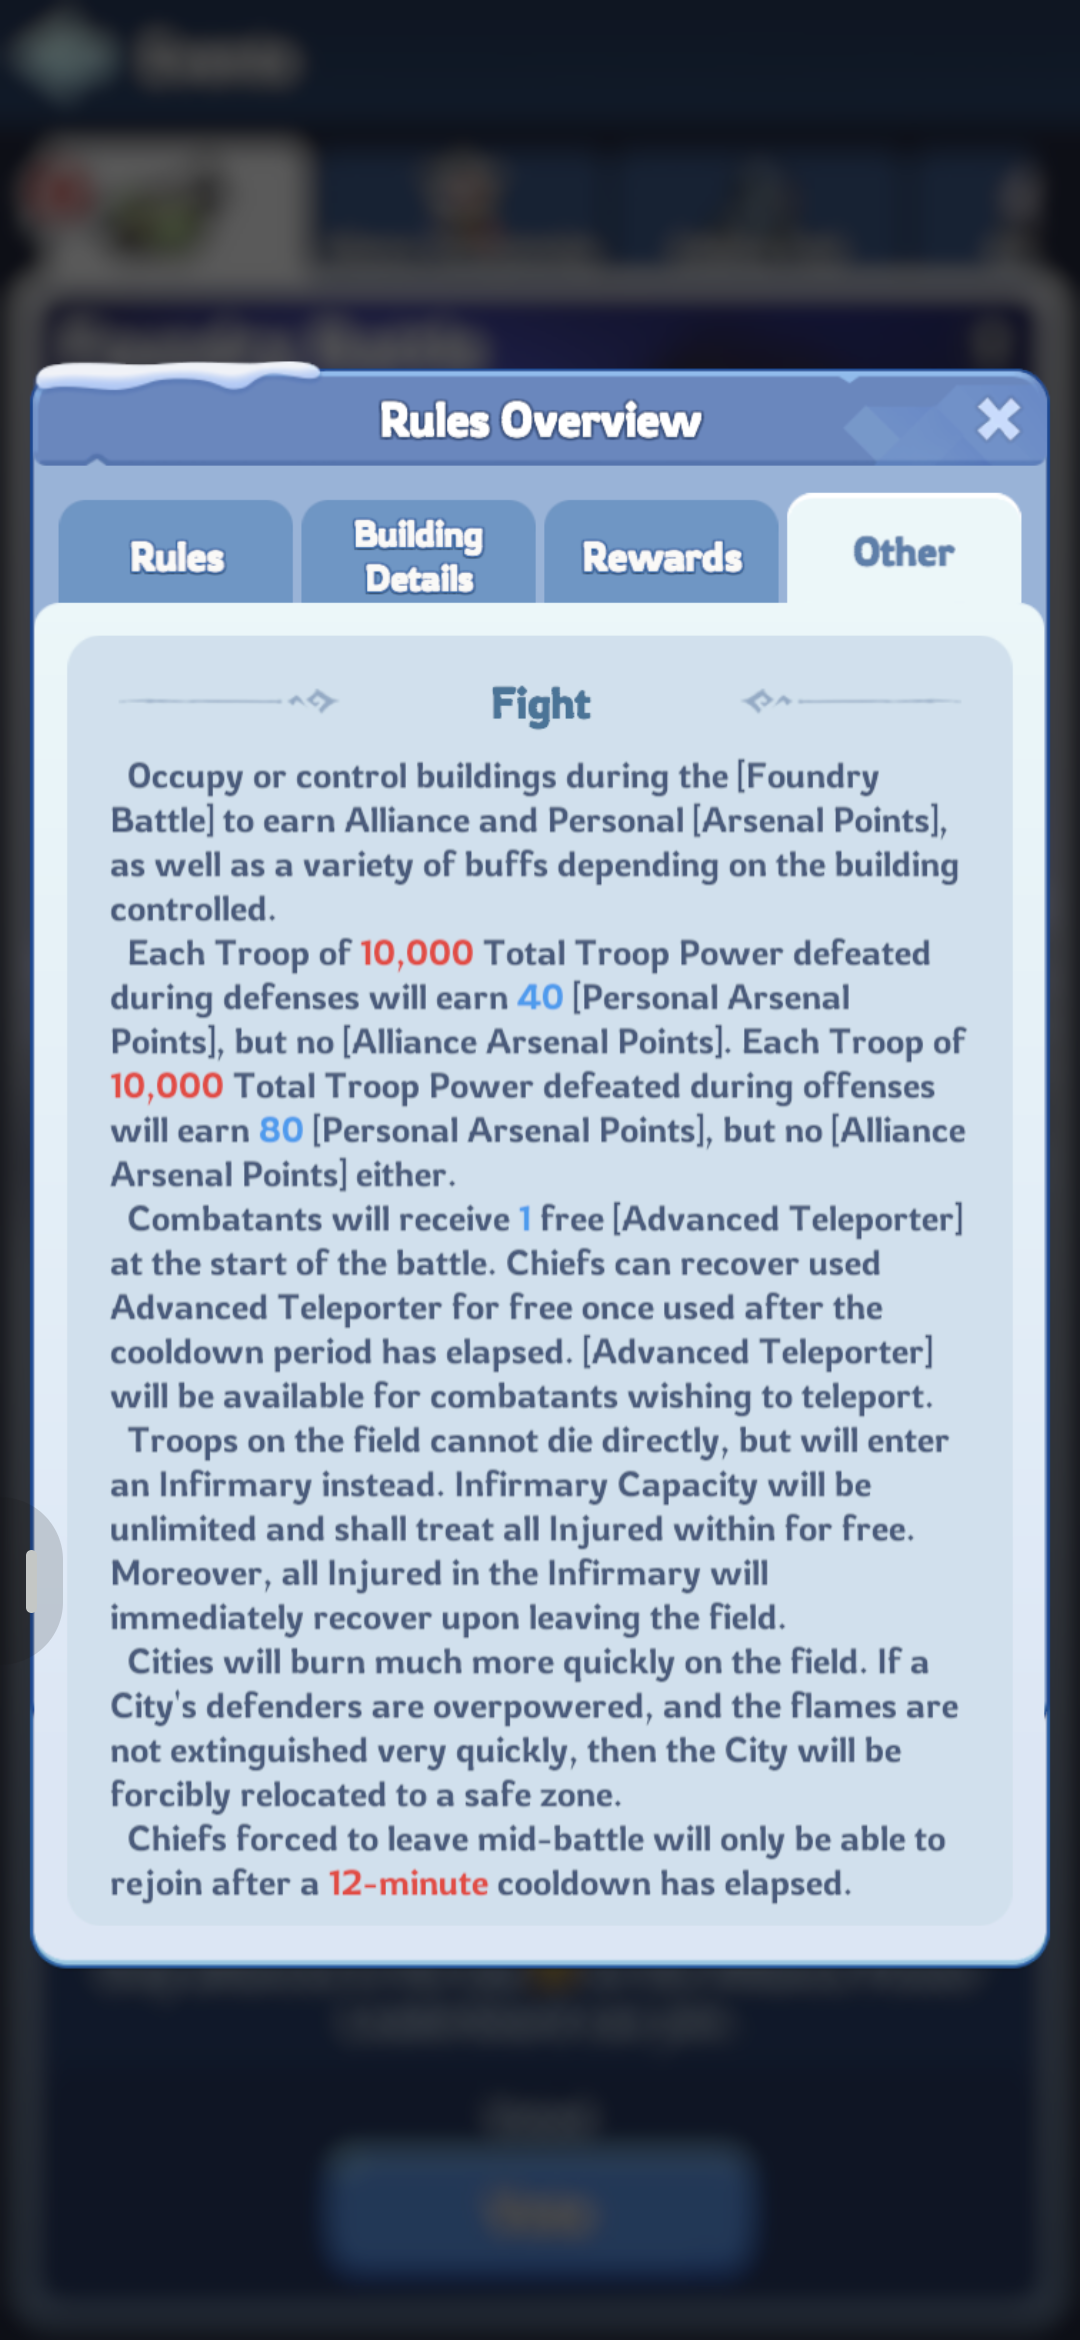 Rules Overview
Rules
Building
Details
Rewards
Other
Fight
Occupy or control buildings during the [Foundry
Battle] to earn Alliance and Personal [Arsenal Points],
as well as a variety of buffs depending on the building
controlled.
Each Troop of 10,000 Total Troop Power defeated
during defenses will earn 40 [Personal Arsenal
Points], but no [Alliance Arsenal Points]. Each Troop of
10,000 Total Troop Power defeated during offenses
will earn 80 [Personal Arsenal Points], but no [Alliance
Arsenal Points] either.
Combatants will receive 1 free [Advanced Teleporter]
at the start of the battle. Chiefs can recover used
Advanced Teleporter for free once used after the
cooldown period has elapsed. [Advanced Teleporter]
will be available for combatants wishing to teleport.
Troops on the field cannot die directly, but will enter
an Infirmary instead. Infirmary Capacity will be
unlimited and shall treat all Injured within for free.
Moreover, all Injured in the Infirmary will
immediately recover upon leaving the field.
Cities will burn much more quickly on the field. If a
City's defenders are overpowered, and the flames are
not extinguished very quickly, then the City will be
forcibly relocated to a safe zone.
Chiefs forced to leave mid-battle will only be able to
rejoin after a 12-minute cooldown has elapsed.